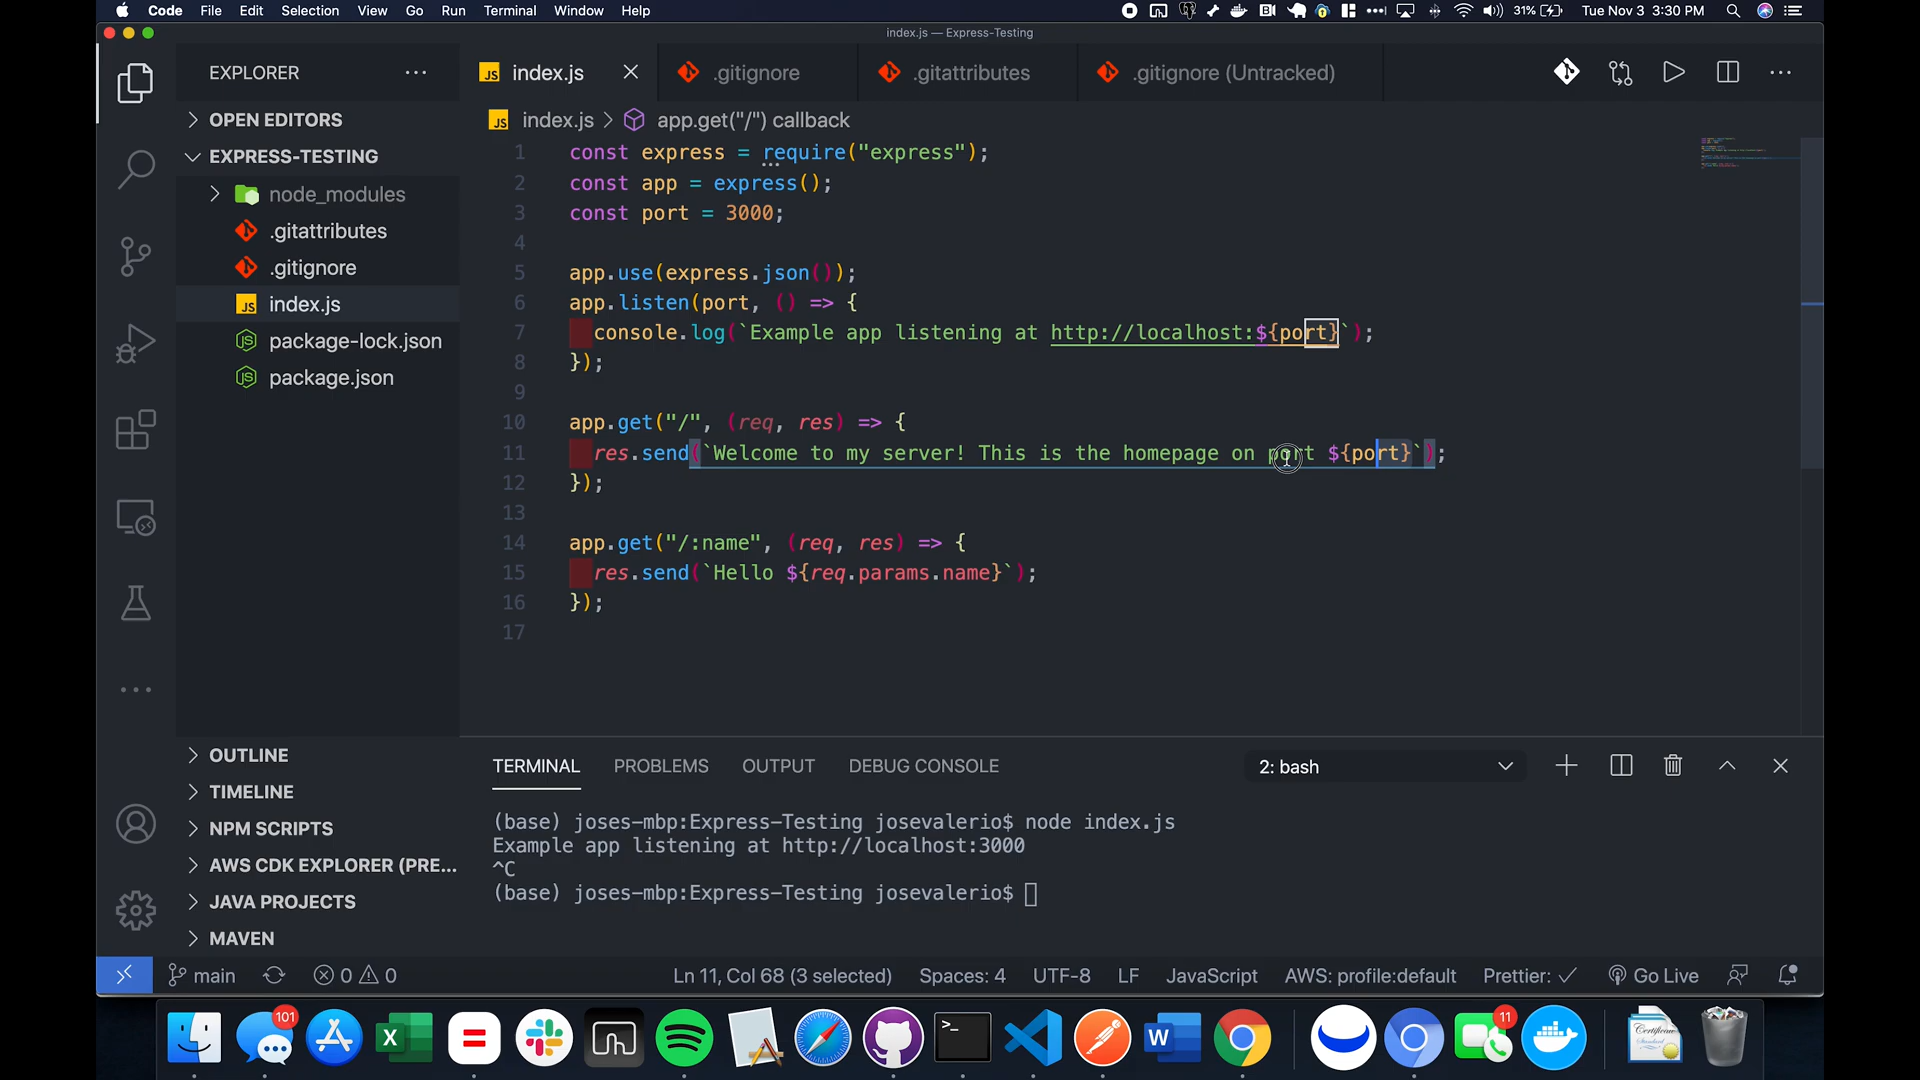 Code File Edit Selection View Go Run Terminal Window Help 31% Tue Nov 3 3:30 PM
index.js — Express-Testing
EXPLORER
index.js .gitignore .gitattributes .gitignore (Untracked)
OPEN EDITORS
index.js > app.get("/") callback
EXPRESS-TESTING
node_modules
.gitattributes
.gitignore
index.js
package-lock.json
package.json
1 const express = require("express");
2 const app = express();
3 const port = 3000;
4
5 app.use(express.json());
6 app.listen(port, () => {
7 console.log(`Example app listening at http://localhost:${port}`);
8 });
9
10 app.get("/", (req, res) => {
11 res.send(`Welcome to my server! This is the homepage on port ${port}`);
12 });
13
14 app.get("/:name", (req, res) => {
15 res.send(`Hello ${req.params.name}`);
16 });
17
OUTLINE
TIMELINE
NPM SCRIPTS
AWS CDK EXPLORER (PRE...
JAVA PROJECTS
MAVEN
TERMINAL PROBLEMS OUTPUT DEBUG CONSOLE 2: bash
(base) joses-mbp:Express-Testing josevalerio$ node index.js
Example app listening at http://localhost:3000
^C
(base) joses-mbp:Express-Testing josevalerio$
main 0 0 Ln 11, Col 68 (3 selected) Spaces: 4 UTF-8 LF JavaScript AWS: profile:default Prettier: ✓ Go Live
101
11